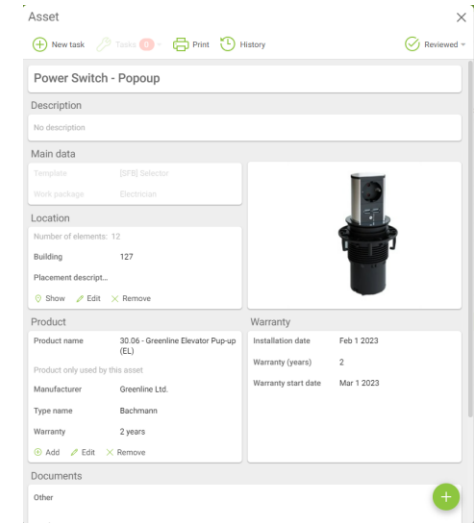 Asset
New task Tasks 0 Print History Reviewed
Power Switch - Popoup
Description
No description
Main data
Template [SFB] Selector
Work package Electrician
Location
Number of elements: 12
Building 127
Placement descript...
Show Edit Remove
Product
Product name 30.06 - Greenline Elevator Pup-up
(EL)
Product only used by this asset
Manufacturer Greenline Ltd.
Type name Bachmann
Warranty 2 years
Add Edit Remove
Warranty
Installation date Feb 1 2023
Warranty (years) 2
Warranty start date Mar 1 2023
Documents
Other